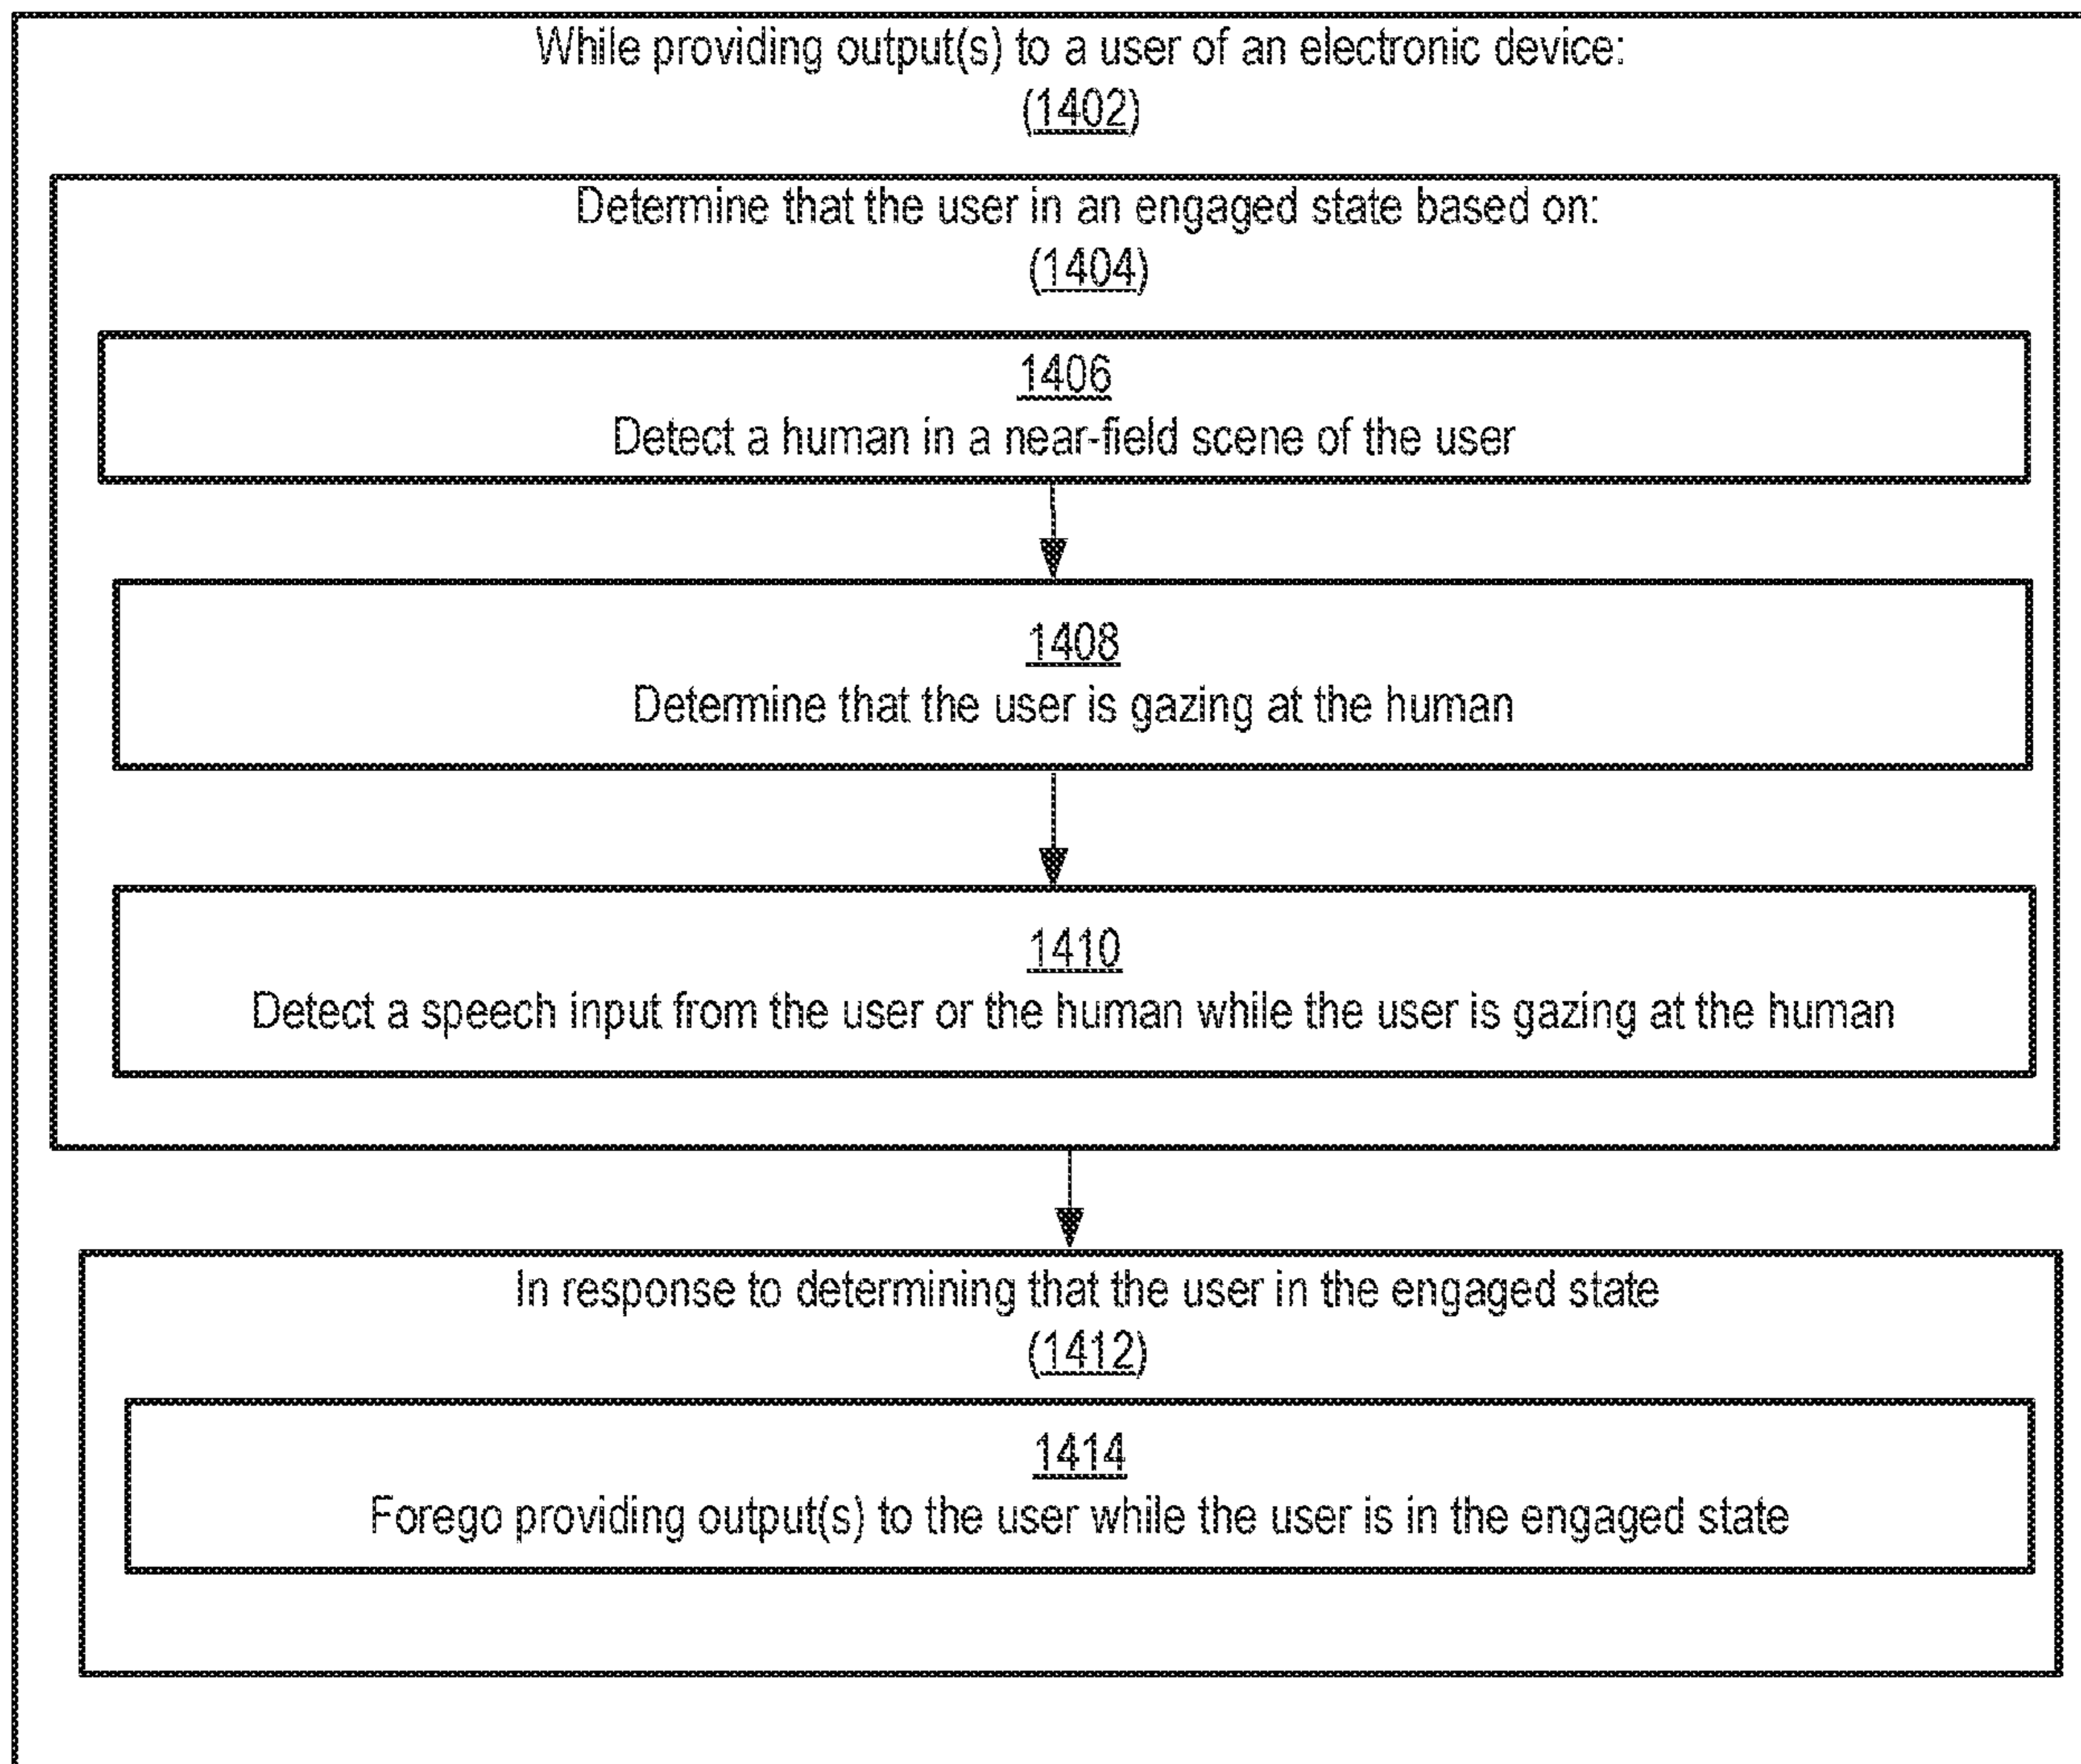 While providing output(s) to a user of an electronic device:
(1402)
Determine that the user in an engaged state based on:
(1404)
1406
Detect a human in a near-field scene of the user
1408
Determine that the user is gazing at the human
1410
Detect a speech input from the user or the human while the user is gazing at the human
In response to determining that the user in the engaged state
(1412)
1414
Forego providing output(s) to the user while the user is in the engaged state